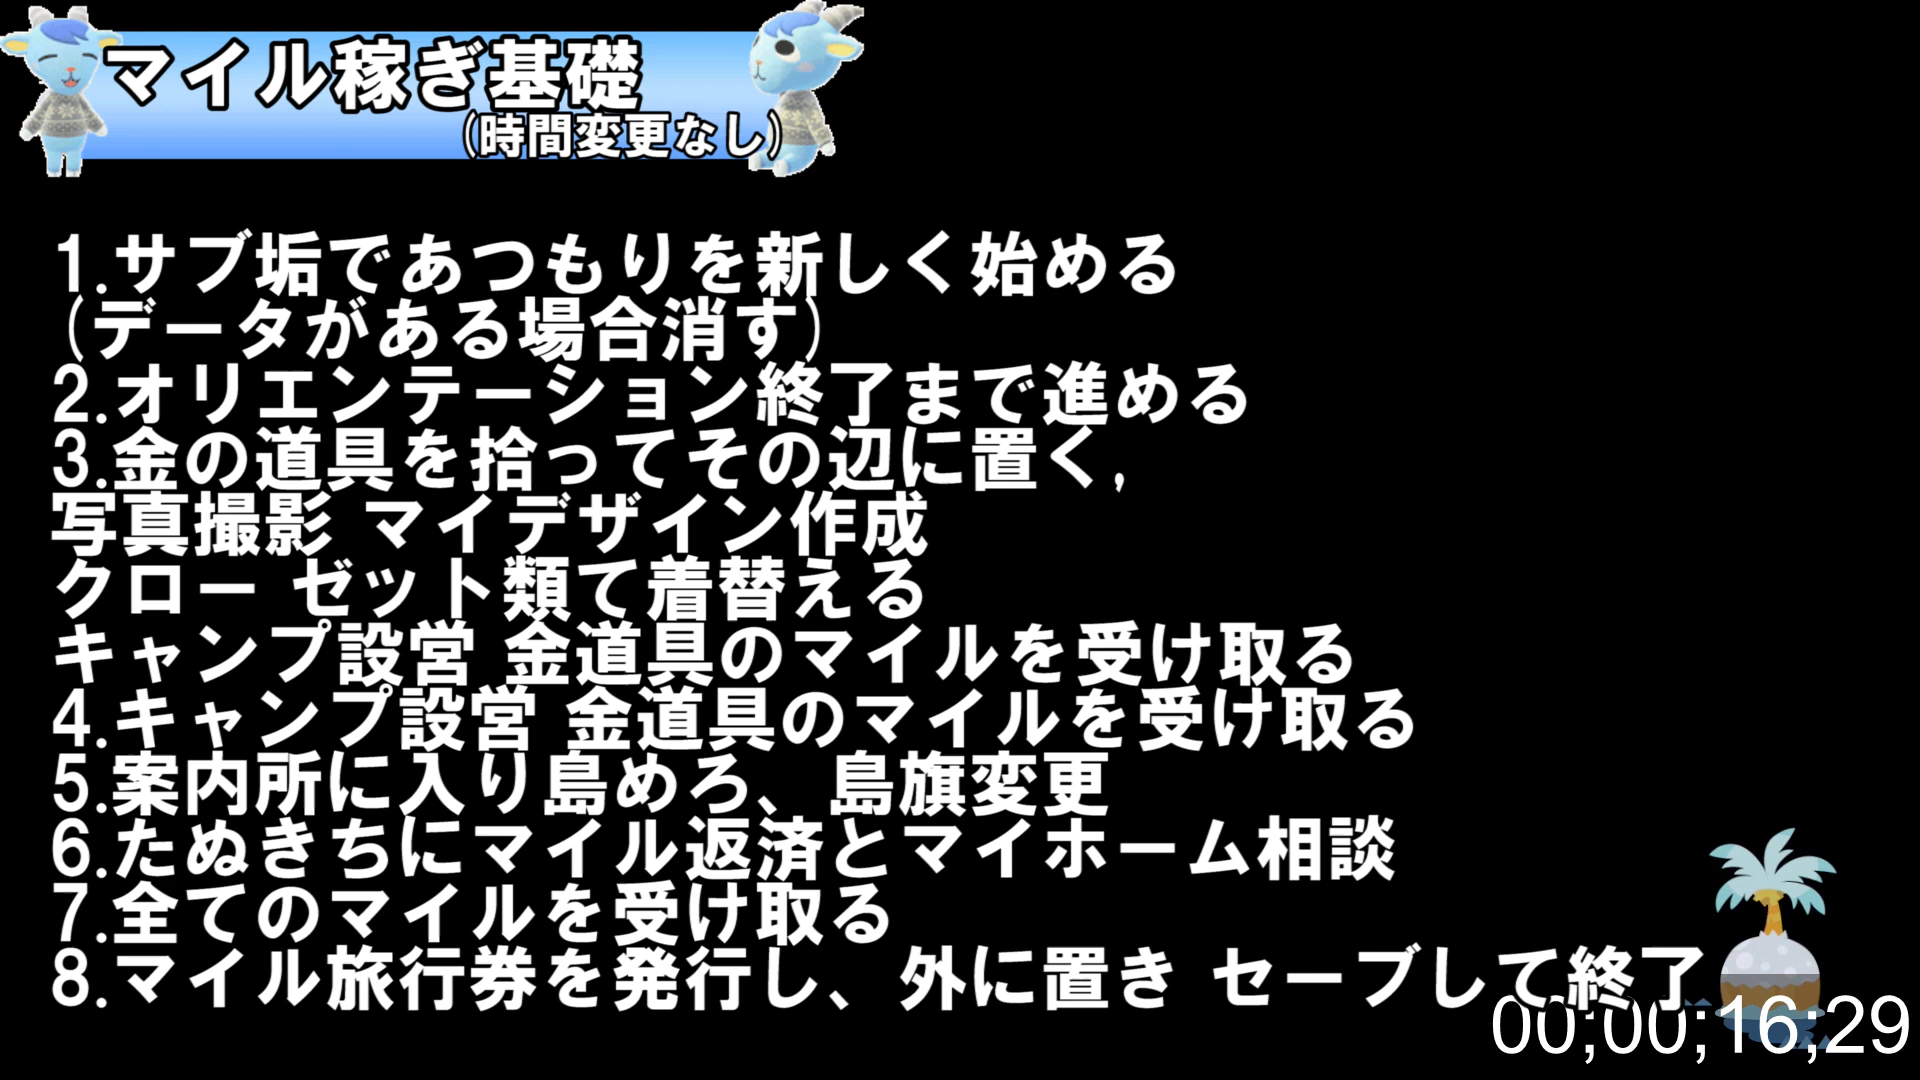 マイル稼ぎ基礎
(時間変更なし)
1.サブ垢であつもりを新しく始める
(データがある場合消す)
2.オリエンテーション終了まで進める
3.金の道具を拾ってその辺に置く,
写真撮影 マイデザイン作成
クロー ゼット類て着替える
キャンプ設営 金道具のマイルを受け取る
4.キャンプ設営 金道具のマイルを受け取る
5.案内所に入り島めろ、島旗変更
6.たぬきちにマイル返済とマイホーム相談
7.全てのマイルを受け取る
8.マイル旅行券を発行し、外に置き セーブして終了
00;00;16;29